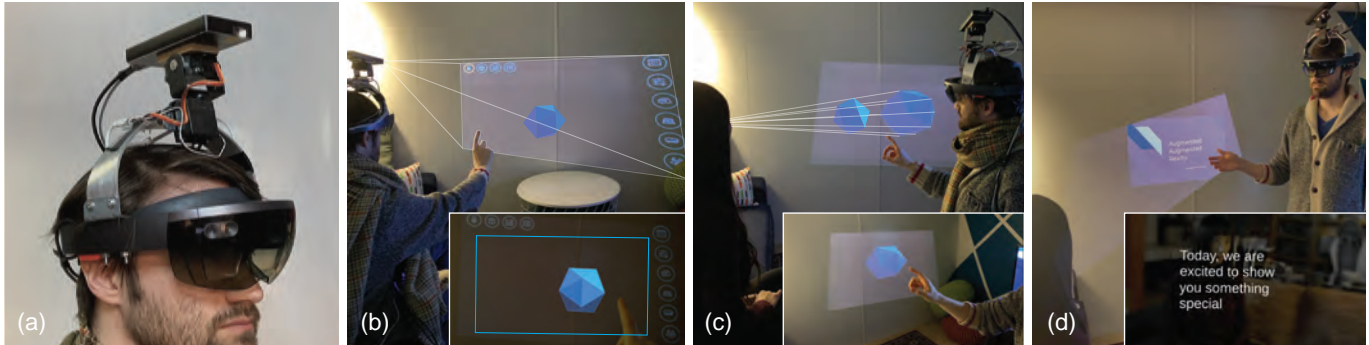 (a)
(b)
(c)
(d)
Augmented
Augmented
Reality
Today, we are
excited to show
you something
special